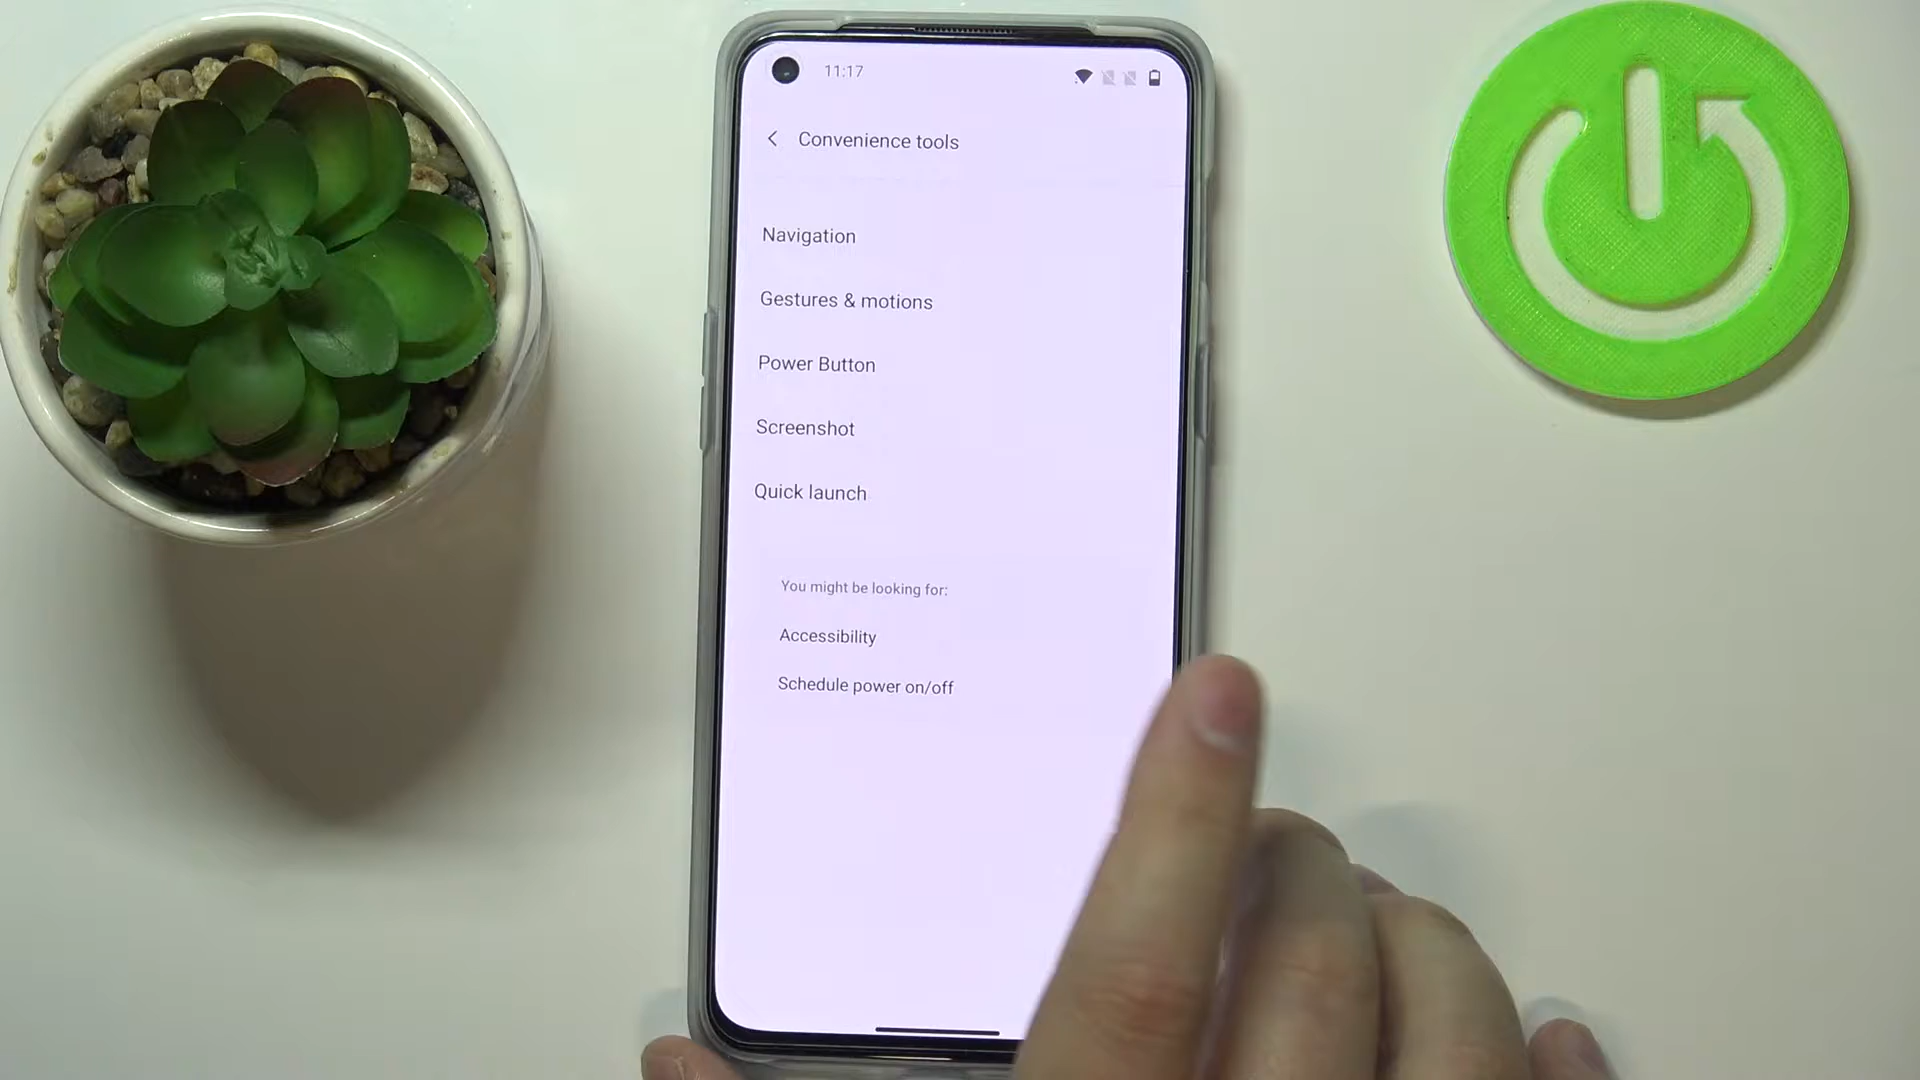 11:17
Convenience tools
Navigation
Gestures & motions
Power Button
Screenshot
Quick launch
You might be looking for:
Accessibility
Schedule power on/off